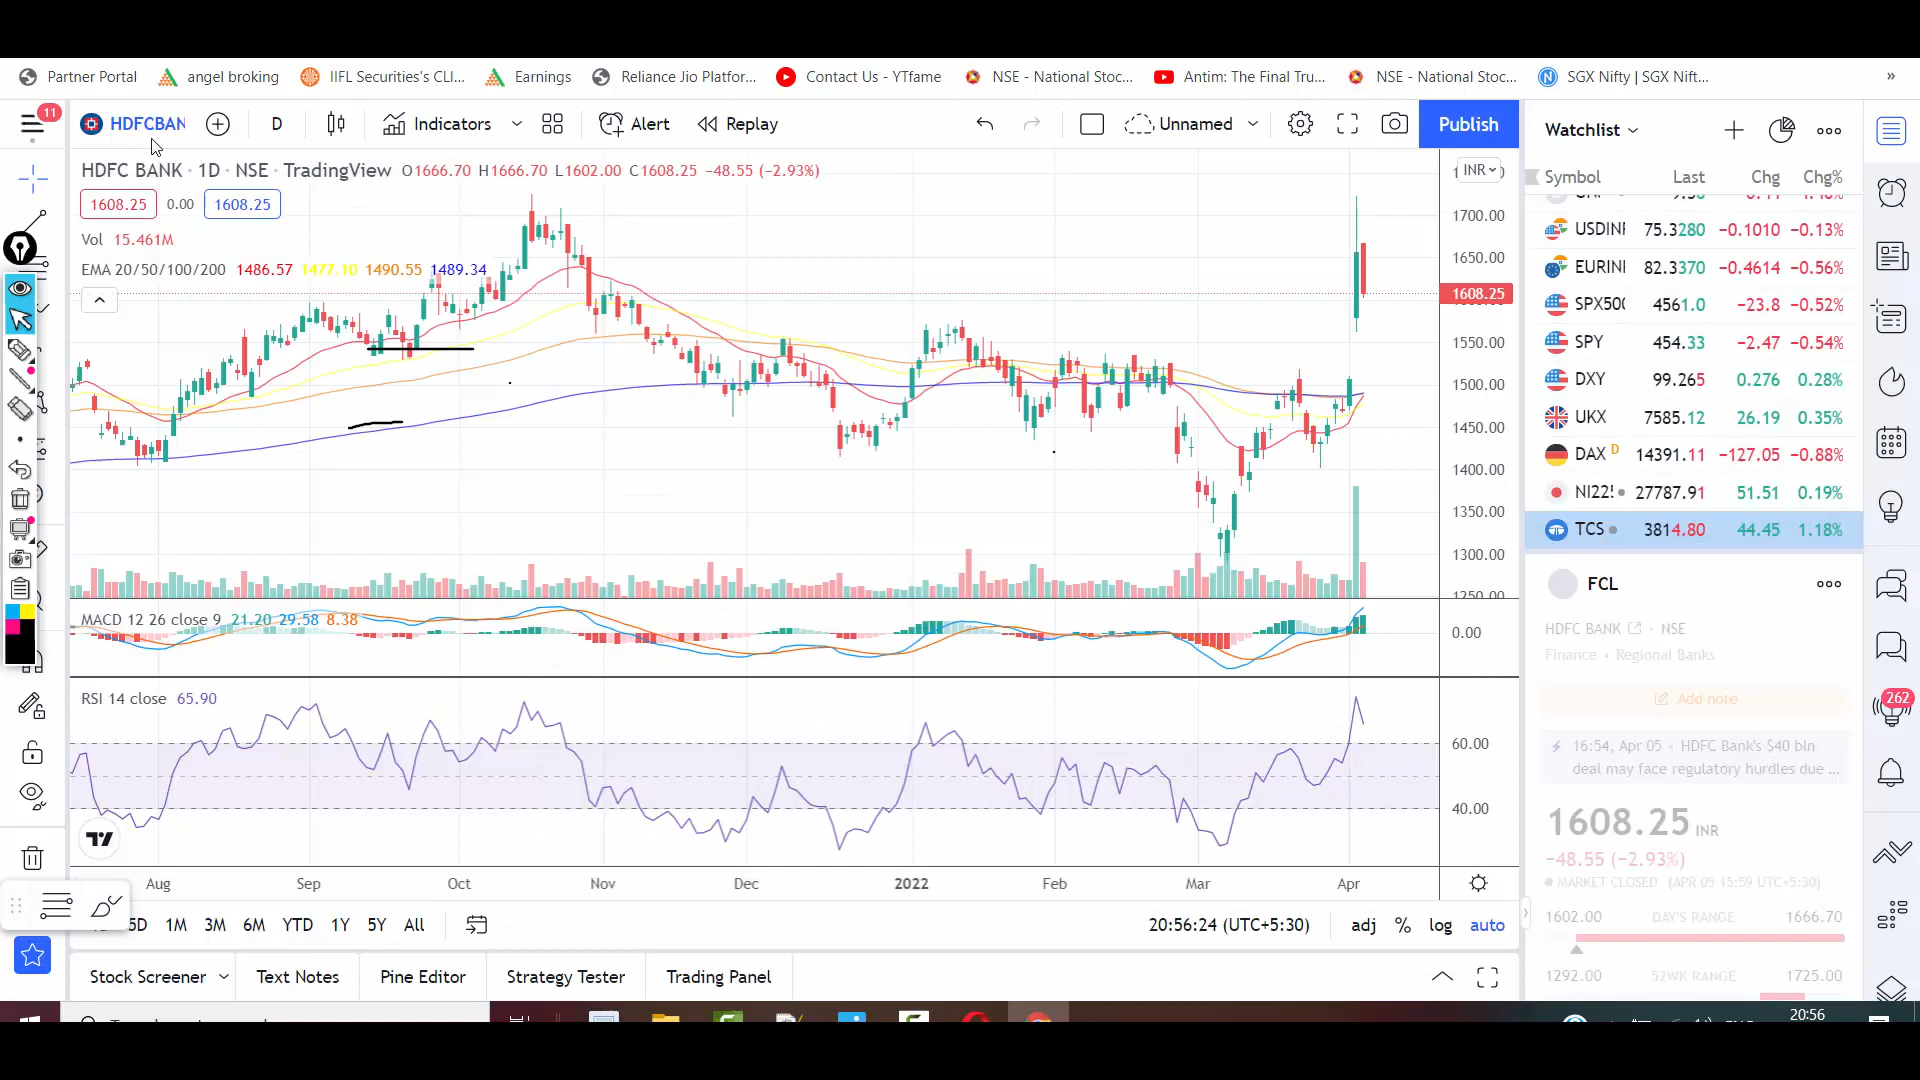 Partner Portal angel broking IIFL Securities's CLI... Earnings Reliance Jio Platfor... Contact Us - YTfame NSE - National Stoc... Antim: The Final Tru... NSE - National Stoc... SGX Nifty | SGX Nift... »
11 HDFCBAN D Indicators Alert Replay Unnamed Publish Watchlist
HDFC BANK · 1D · NSE · TradingView O1666.70 H1666.70 L1602.00 C1608.25 −48.55 (−2.93%) INR
Symbol Last Chg Chg%
1608.25 0.00 1608.25
Vol 15.461M
EMA 20/50/100/200 1486.57 1477.10 1490.55 1489.34
1700.00
1650.00
1608.25
1550.00
1500.00
1450.00
1400.00
1350.00
1300.00
1250.00
USDINI 75.3280 −0.1010 −0.13%
EURINI 82.3370 −0.4614 −0.56%
SPX500 4561.0 −23.8 −0.52%
SPY 454.33 −2.47 −0.54%
DXY 99.265 0.276 0.28%
UKX 7585.12 26.19 0.35%
DAX D 14391.11 −127.05 −0.88%
NI225 27787.91 51.51 0.19%
TCS 3814.80 44.45 1.18%
FCL
HDFC BANK · NSE
Finance • Regional Banks
Add note
16:54, Apr 05 • HDFC Bank's $40 bln
deal may face regulatory hurdles due ...
1608.25 INR
−48.55 (−2.93%)
MARKET CLOSED (APR 05 15:59 UTC+5:30)
1602.00 DAY'S RANGE 1666.70
1292.00 52WK RANGE 1725.00
262
MACD 12 26 close 9 21.20 29.58 8.38
0.00
RSI 14 close 65.90
60.00
40.00
Aug Sep Oct Nov Dec 2022 Feb Mar Apr
5D 1M 3M 6M YTD 1Y 5Y All 20:56:24 (UTC+5:30) adj % log auto
Stock Screener Text Notes Pine Editor Strategy Tester Trading Panel
20:56